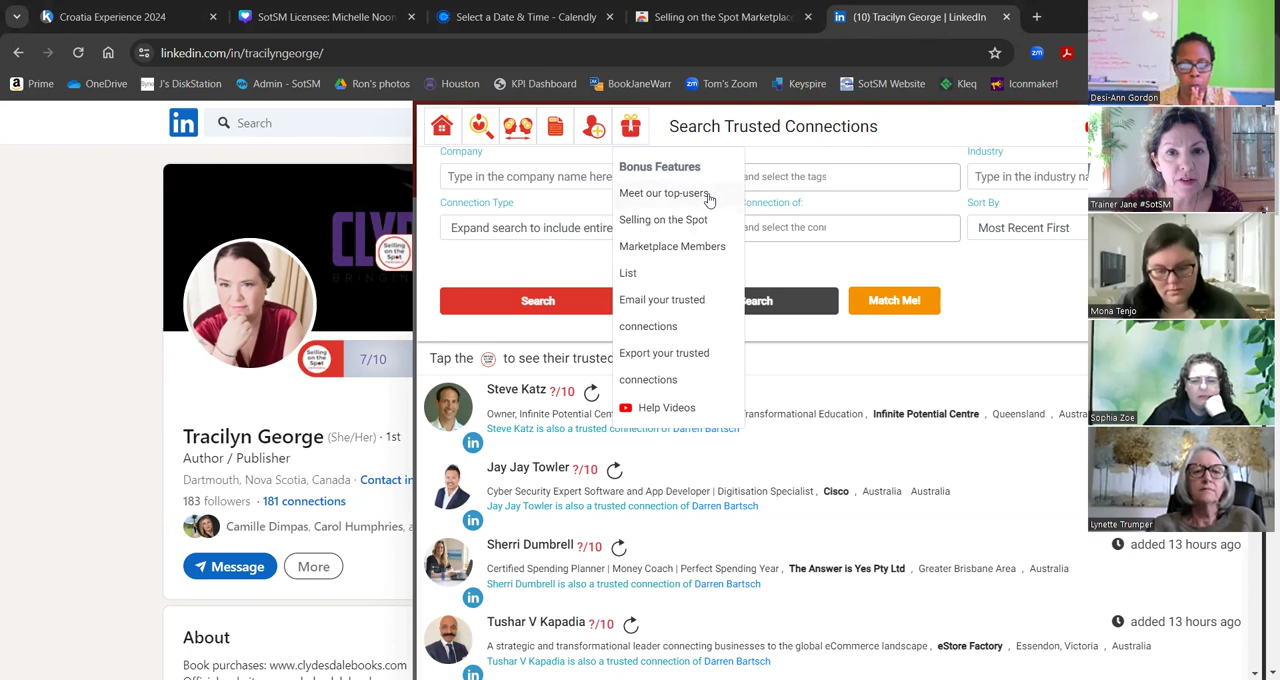 Croatia Experience 2024
SotSM Licensee: Michelle Noon
Select a Date & Time - Calendly
Selling on the Spot Marketplac
(10) Tracilyn George | LinkedIn
linkedin.com/in/tracilyngeorge/
Prime
OneDrive
J's DiskStation
Admin - SotSM
Ron's photos
Houston
KPI Dashboard
BookJaneWarr
Tom's Zoom
Keyspire
SotSM Website
Kleq
Iconmaker!
Search
Search Trusted Connections
Company
Industry
Type in the company name here
and select the tags
Type in the industry na
Connection Type
Connection of:
Sort By
Expand search to include entire
and select the conn
Most Recent First
Search
Search
Match Me!
Bonus Features
Meet our top-users
Selling on the Spot
Marketplace Members
List
Email your trusted
connections
Export your trusted
connections
Help Videos
Tap the
to see their trusted
Steve Katz ?/10
Owner, Infinite Potential Cen
Transformational Education , Infinite Potential Centre , Queensland , Austra
Steve Katz is also a trusted connection of Darren Bartsch
Jay Jay Towler ?/10
Cyber Security Expert Software and App Developer | Digitisation Specialist , Cisco , Australia Australia
Jay Jay Towler is also a trusted connection of Darren Bartsch
Sherri Dumbrell ?/10
added 13 hours ago
Certified Spending Planner | Money Coach | Perfect Spending Year , The Answer is Yes Pty Ltd , Greater Brisbane Area , Australia
Sherri Dumbrell is also a trusted connection of Darren Bartsch
Tushar V Kapadia ?/10
added 13 hours ago
A strategic and transformational leader connecting businesses to the global eCommerce landscape , eStore Factory , Essendon, Victoria , Australia
Tushar V Kapadia is also a trusted connection of Darren Bartsch
CLYD
BRINGIN
Selling
on the
Spot
Selling
on the
Spot
7/10
Tracilyn George (She/Her) · 1st
Author / Publisher
Dartmouth, Nova Scotia, Canada · Contact in
183 followers · 181 connections
Camille Dimpas, Carol Humphries, a
Message
More
About
Book purchases: www.clydesdalebooks.com
Desi-Ann Gordon
Trainer Jane #SotSM
Mona Tenjo
Sophia Zoe
Lynette Trumper